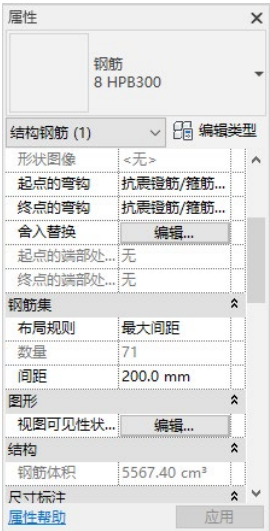 属性
钢筋
8 HPB300
结构钢筋 (1) 编辑类型
形状图像 <无>
起点的弯钩 抗震镫筋/箍筋...
终点的弯钩 抗震镫筋/箍筋...
舍入替换 编辑...
起点的端部处... 无
终点的端部处... 无
钢筋集
布局规则 最大间距
数量 71
间距 200.0 mm
图形
视图可见性状... 编辑...
结构
钢筋体积 5567.40 cm³
尺寸标注
属性帮助 应用